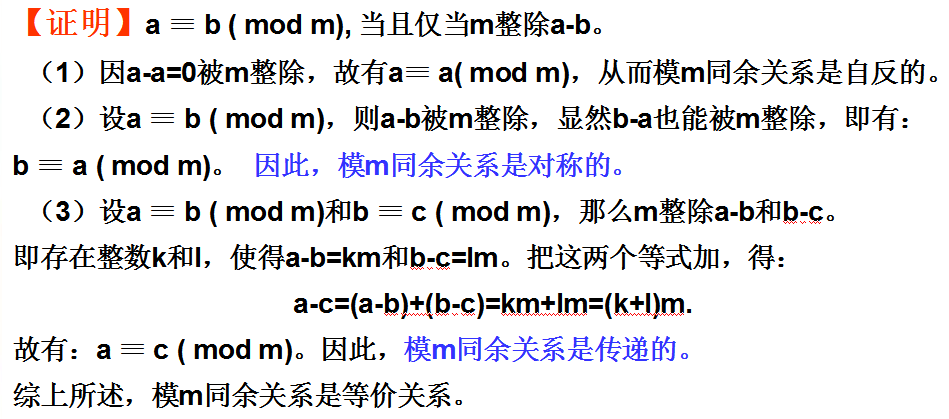 【证明】a ≡ b ( mod m), 当且仅当m整除a-b。
（1）因a-a=0被m整除，故有a≡ a( mod m)，从而模m同余关系是自反的。
（2）设a ≡ b ( mod m)，则a-b被m整除，显然b-a也能被m整除，即有：
b ≡ a ( mod m)。 因此，模m同余关系是对称的。
（3）设a ≡ b ( mod m)和b ≡ c ( mod m)，那么m整除a-b和b-c。
即存在整数k和l，使得a-b=km和b-c=lm。把这两个等式加，得：
a-c=(a-b)+(b-c)=km+lm=(k+l)m.
故有：a ≡ c ( mod m)。因此，模m同余关系是传递的。
综上所述，模m同余关系是等价关系。